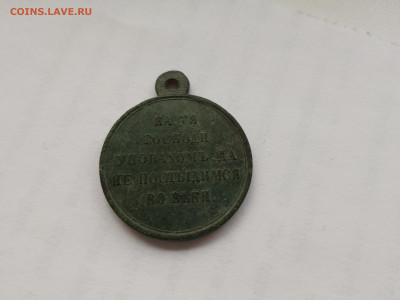 COINS.LAVE.RU
НА ТЯ
ГОСПОДИ
УПОВАХОМЪ ДА
НЕ ПОСТЫДИМСЯ
ВО ВѢКИ.